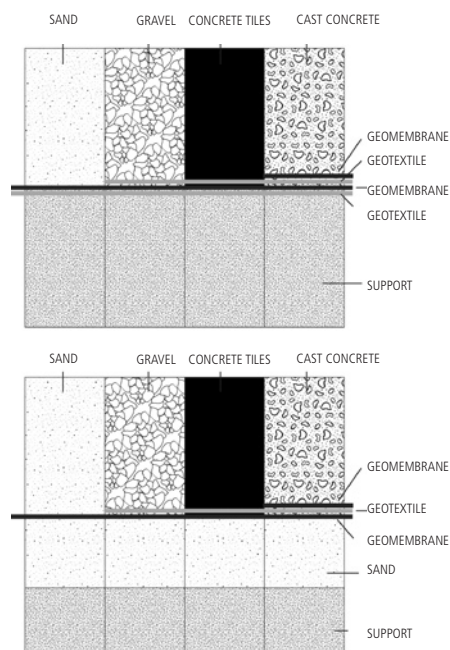 SAND GRAVEL CONCRETE TILES CAST CONCRETE
GEOMEMBRANE
GEOTEXTILE
GEOMEMBRANE
GEOTEXTILE
SUPPORT
SAND GRAVEL CONCRETE TILES CAST CONCRETE
GEOMEMBRANE
GEOTEXTILE
GEOMEMBRANE
SAND
SUPPORT